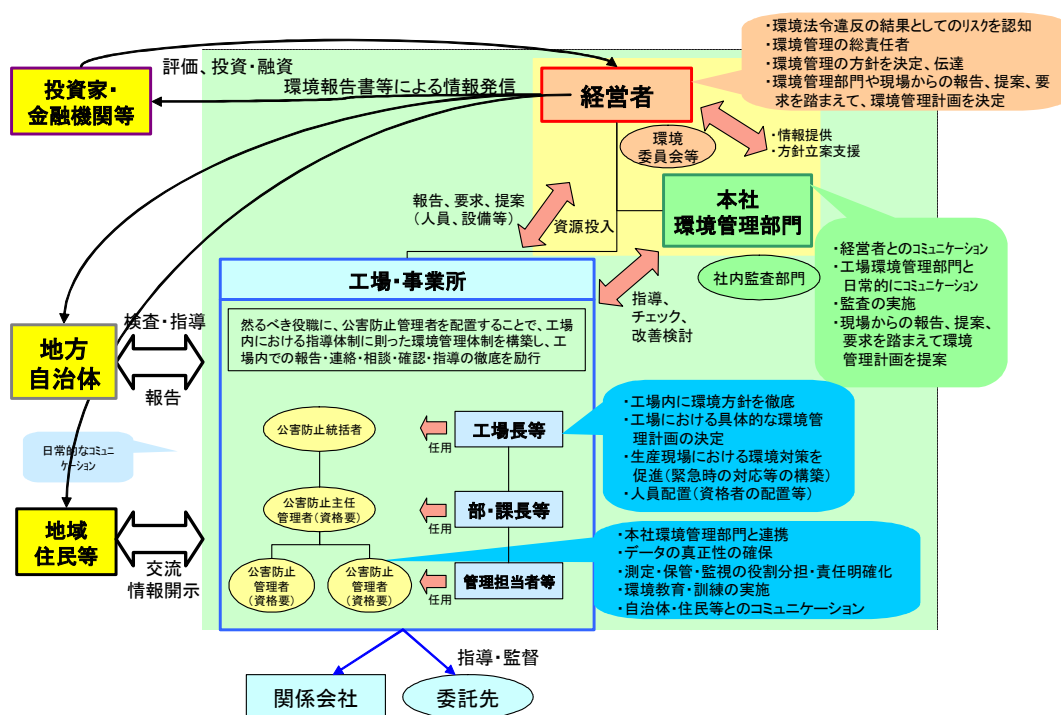 ・環境法令違反の結果としてのリスクを認知
・環境管理の総責任者
・環境管理の方針を決定、伝達
・環境管理部門や現場からの報告、提案、要
求を踏まえて、環境管理計画を決定
評価、投資・融資
環境報告書等による情報発信
投資家・
金融機関等
経営者
環境
委員会等
・情報提供
・方針立案支援
報告、要求、提案
（人員、設備等）
資源投入
本社
環境管理部門
社内監査部門
・経営者とのコミュニケーション
・工場環境管理部門と
日常的にコミュニケーション
・監査の実施
・現場からの報告、提案、
要求を踏まえて環境
管理計画を提案
工場・事業所
指導、
チェック、
改善検討
然るべき役職に、公害防止管理者を配置することで、工場
内における指導体制に則った環境管理体制を構築し、工
場内での報告・連絡・相談・確認・指導の徹底を励行
検査・指導
地方
自治体
報告
日常的なコミュニ
ケーション
地域
住民等
交流
情報開示
公害防止統括者
任用
工場長等
・工場内に環境方針を徹底
・工場における具体的な環境管
理計画の決定
・生産現場における環境対策を
促進（緊急時の対応等の構築）
・人員配置（資格者の配置等）
公害防止主任
管理者（資格要）
任用
部・課長等
公害防止
管理者
（資格要）
公害防止
管理者
（資格要）
任用
管理担当者等
・本社環境管理部門と連携
・データの真正性の確保
・測定・保管・監視の役割分担・責任明確化
・環境教育・訓練の実施
・自治体・住民等とのコミュニケーション
指導・監督
関係会社
委託先